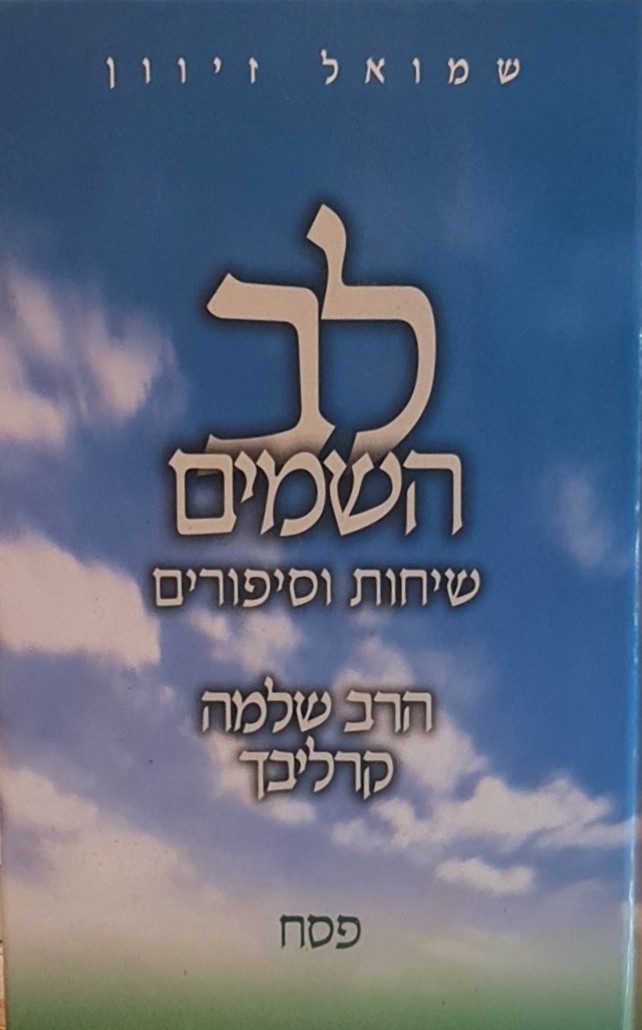 שמואל זיוון
לב
השמים
שיחות וסיפורים
הרב שלמה
קרליבך
פסח